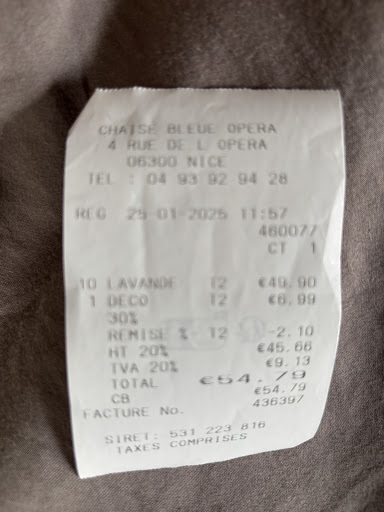 CHAISE BLEUE OPERA
4 RUE DE L OPERA
06300 NICE
TEL : 04 93 92 94 28
REG 25-01-2025 11:57
460077
CT 1
10 LAVANDE T2 €49.90
1 DECO T2 €6.99
30%
REMISE %- T2 -2.10
HT 20% €45.66
TVA 20% €9.13
TOTAL €54.79
CB €54.79
FACTURE No. 436397
SIRET: 531 223 816
TAXES COMPRISES